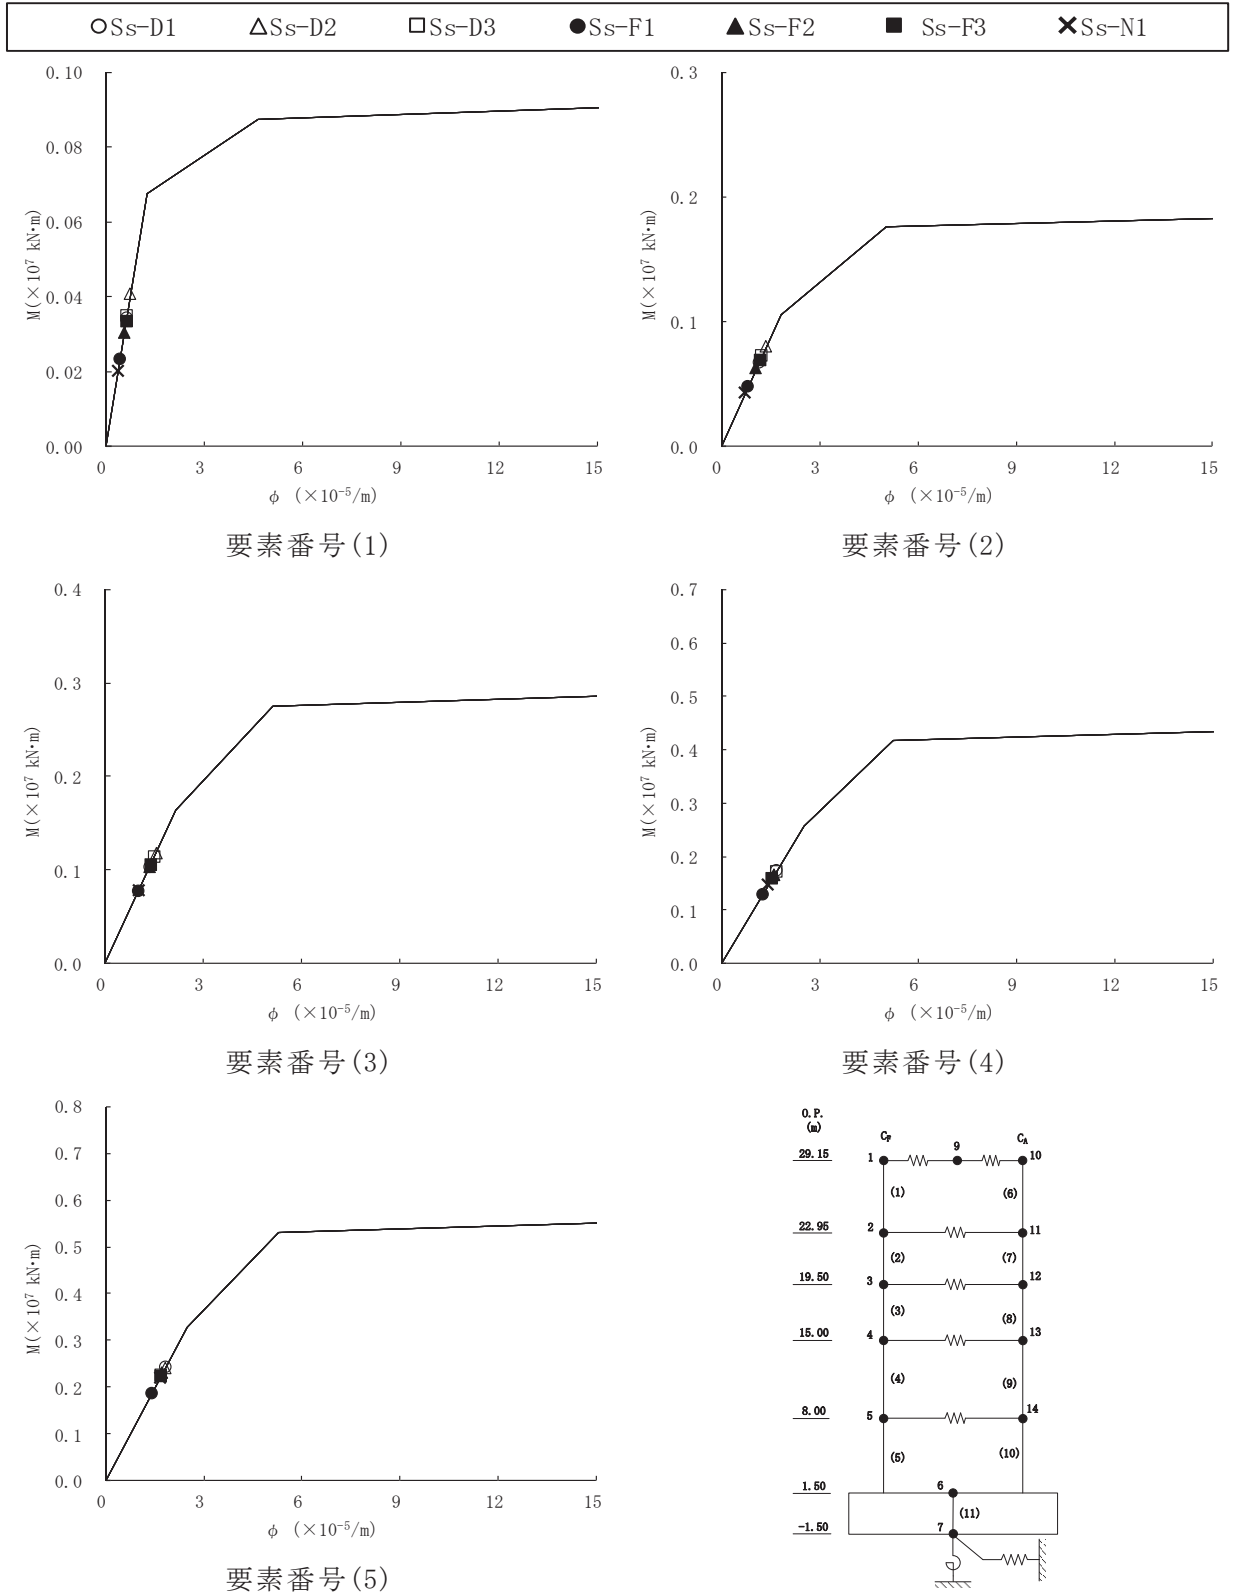 ○Ss-D1 △Ss-D2 □Ss-D3 ●Ss-F1 ▲Ss-F2 ■ Ss-F3 ×Ss-N1
M(×10⁷ kN·m)
0.10
0.08
0.06
0.04
0.02
0.00
0 3 6 9 12 15
φ (×10⁻⁵/m)
要素番号(1)
M(×10⁷ kN·m)
0.3
0.2
0.1
0.0
0 3 6 9 12 15
φ (×10⁻⁵/m)
要素番号(2)
M(×10⁷ kN·m)
0.4
0.3
0.2
0.1
0.0
0 3 6 9 12 15
φ (×10⁻⁵/m)
要素番号(3)
M(×10⁷ kN·m)
0.7
0.6
0.5
0.4
0.3
0.2
0.1
0.0
0 3 6 9 12 15
φ (×10⁻⁵/m)
要素番号(4)
M(×10⁷ kN·m)
0.8
0.7
0.6
0.5
0.4
0.3
0.2
0.1
0.0
0 3 6 9 12 15
φ (×10⁻⁵/m)
要素番号(5)
O.P.
(m)
C_F C_A
29.15 1 9 10
(1) (6)
22.95 2 11
(2) (7)
19.50 3 12
(3) (8)
15.00 4 13
(4) (9)
8.00 5 14
(5) (10)
1.50 6
(11)
-1.50 7